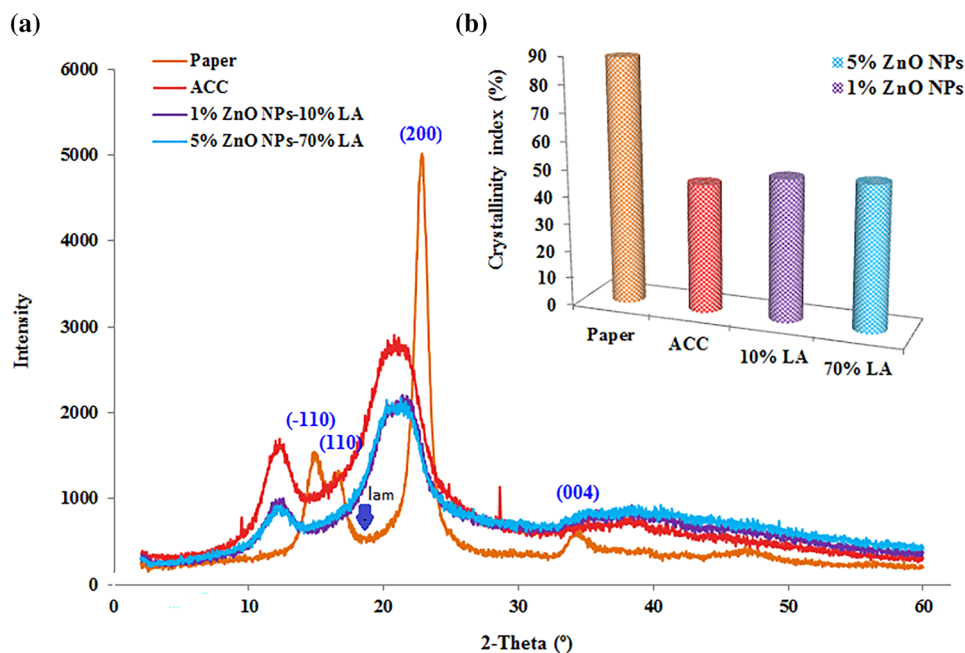 (a)
Paper
ACC
1% ZnO NPs-10% LA
5% ZnO NPs-70% LA
6000
5000
4000
3000
2000
1000
0
Intensity
(-110)
(110)
Iam
(200)
(004)
0
10
20
30
40
50
60
2-Theta (º)
(b)
5% ZnO NPs
1% ZnO NPs
90
80
70
60
50
40
30
20
10
0
Crystallinity index (%)
Paper
ACC
10% LA
70% LA